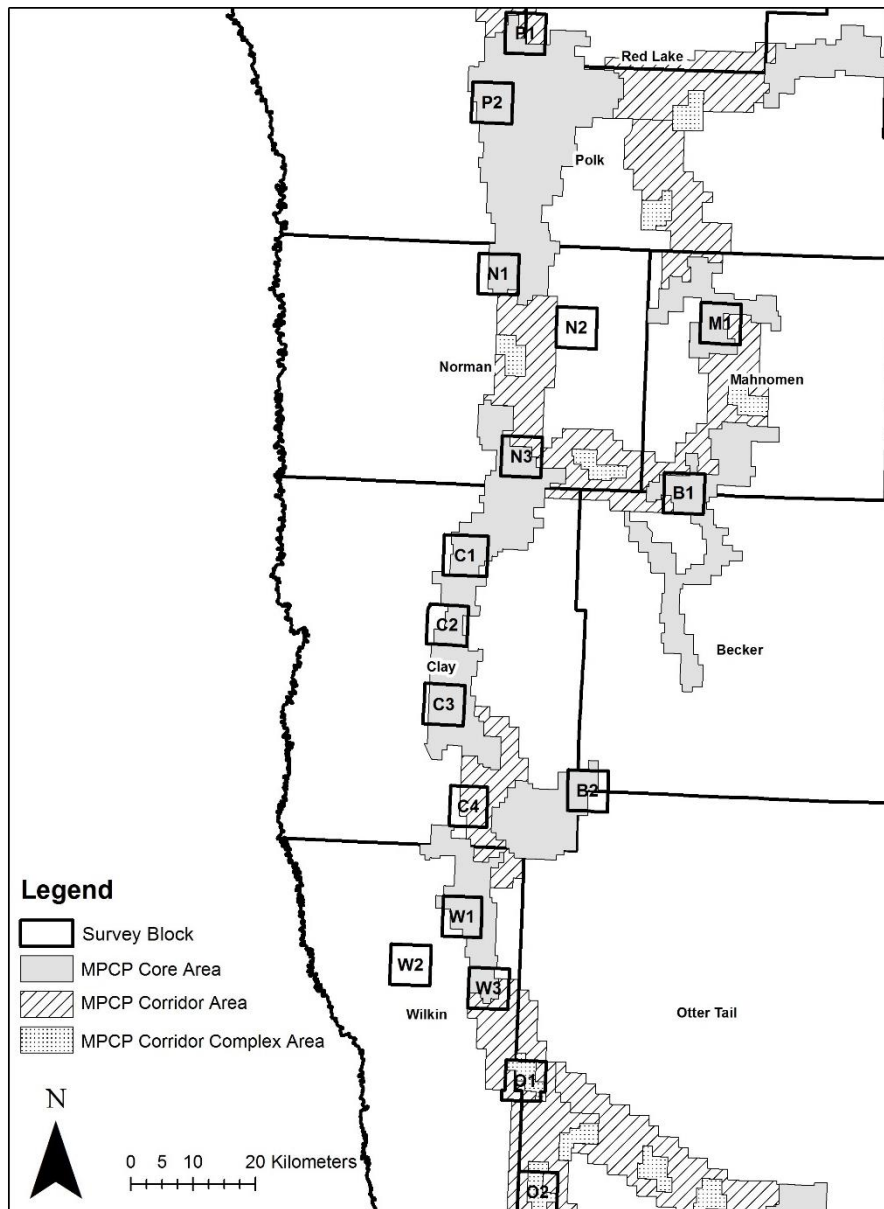 P1
Red Lake
P2
Polk
N1
N2
M1
Norman
Mahnomen
N3
B1
C1
C2
Becker
Clay
C3
B2
C4
Legend
Survey Block
W1
MPCP Core Area
W2
W3
MPCP Corridor Area
Wilkin
Otter Tail
MPCP Corridor Complex Area
O1
N
0 5 10 20 Kilometers
O2